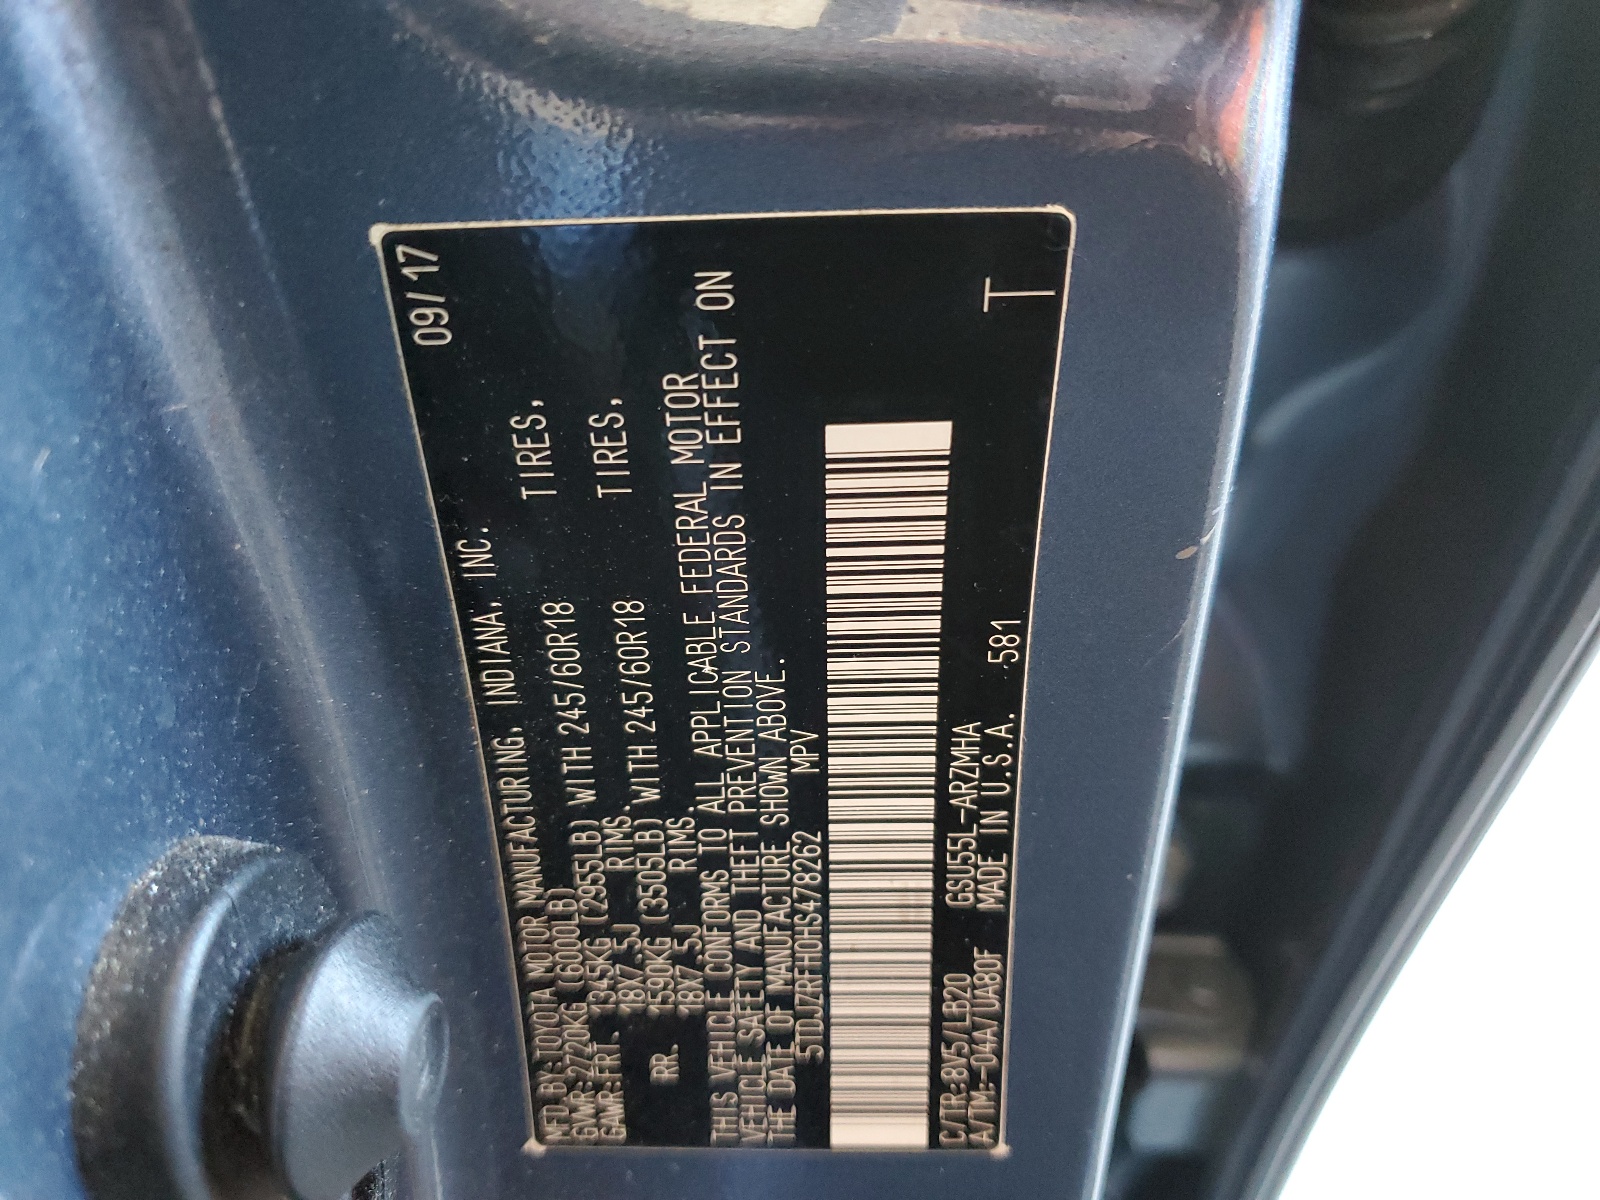 MFD.BY:TOYOTA MOTOR MANUFACTURING, INDIANA, INC. 09/17
GVWR:2720KG (6000LB)
GAWR:FRT. 1345KG (2955LB) WITH 245/60R18 TIRES,
18X7.5J RIMS.
RR. 1590KG (3505LB) WITH 245/60R18 TIRES,
18X7.5J RIMS.
THIS VEHICLE CONFORMS TO ALL APPLICABLE FEDERAL MOTOR
VEHICLE SAFETY AND THEFT PREVENTION STANDARDS IN EFFECT ON
THE DATE OF MANUFACTURE SHOWN ABOVE.
5TDJZRFH0HS478262 MPV
C/TR:8V5/LB20 GSU55L-ARZMHA
A/TM:-04A/UA80F MADE IN U.S.A. 581 T